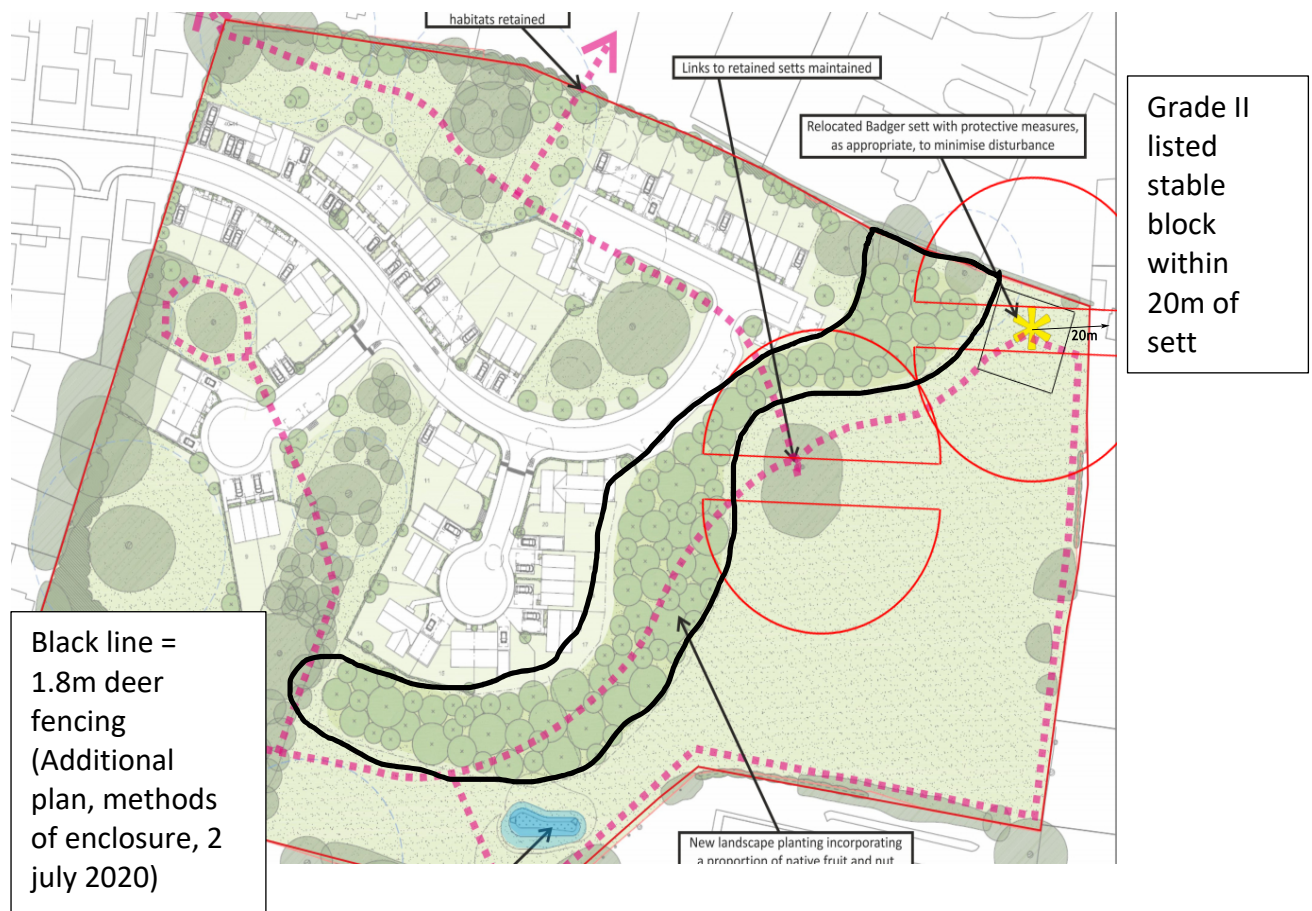 habitats retained
Links to retained setts maintained
Relocated Badger sett with protective measures,
as appropriate, to minimise disturbance
Grade II
listed
stable
block
within
20m of
sett
20m
Black line =
1.8m deer
fencing
(Additional
plan, methods
of enclosure, 2
july 2020)
New landscape planting incorporating
a proportion of native fruit and nut